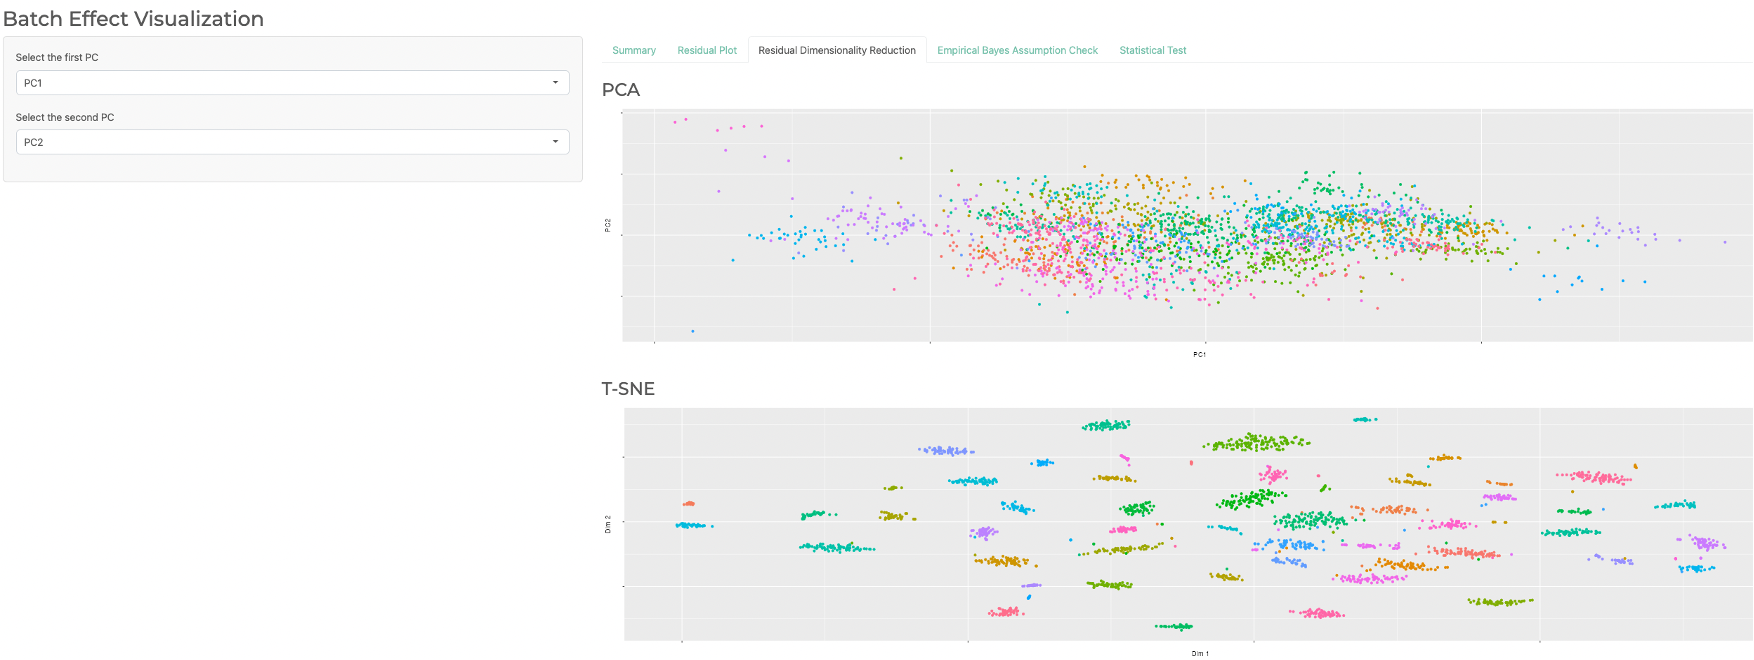 Batch Effect Visualization
Select the first PC
PC1
Select the second PC
PC2
Summary Residual Plot Residual Dimensionality Reduction Empirical Bayes Assumption Check Statistical Test
PCA
PC2
PC1
T-SNE
Dim 2
Dim 1